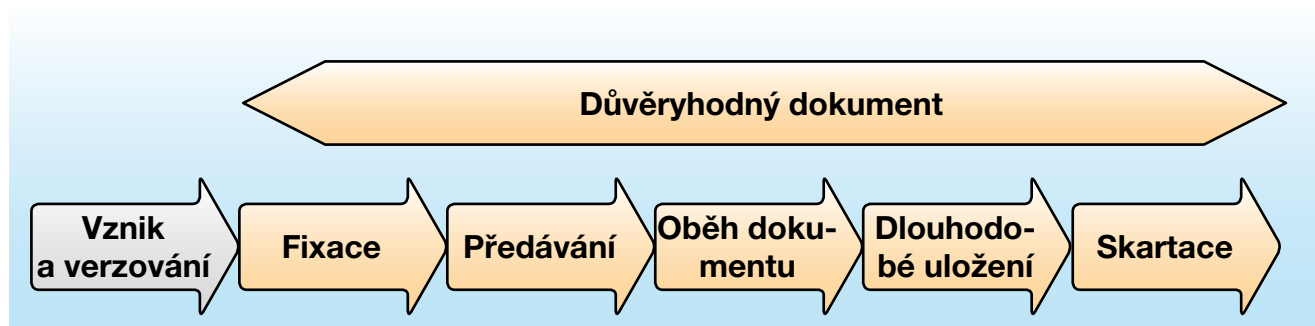 Důvěryhodný dokument
Vznik
a verzování
Fixace
Předávání
Oběh doku-
mentu
Dlouhodo-
bé uložení
Skartace